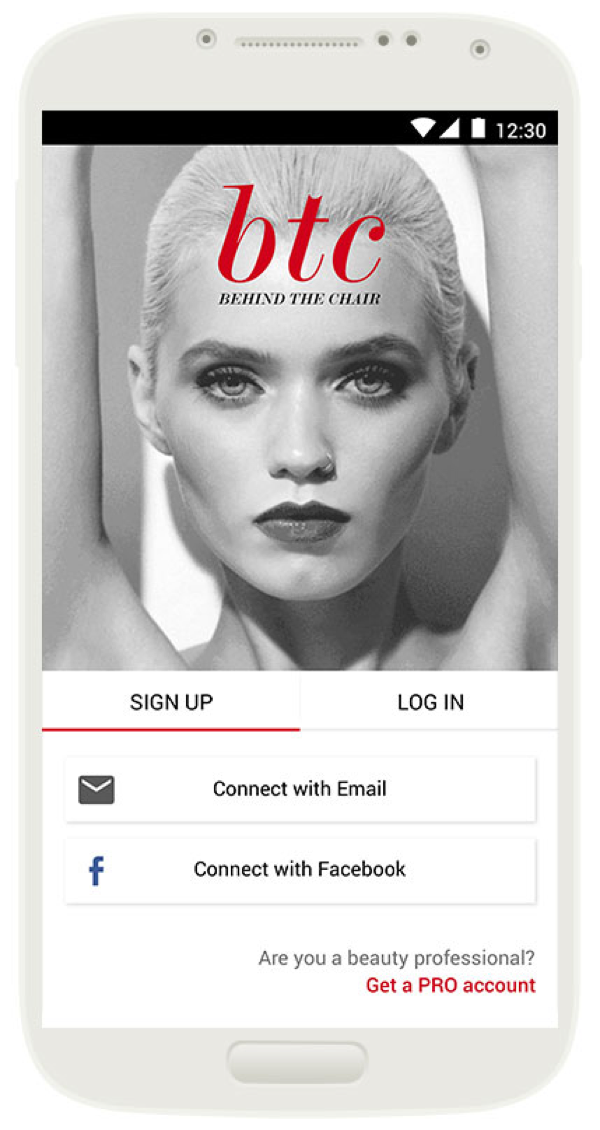 12:30
btc
BEHIND THE CHAIR
SIGN UP
LOG IN
Connect with Email
Connect with Facebook
Are you a beauty professional?
Get a PRO account